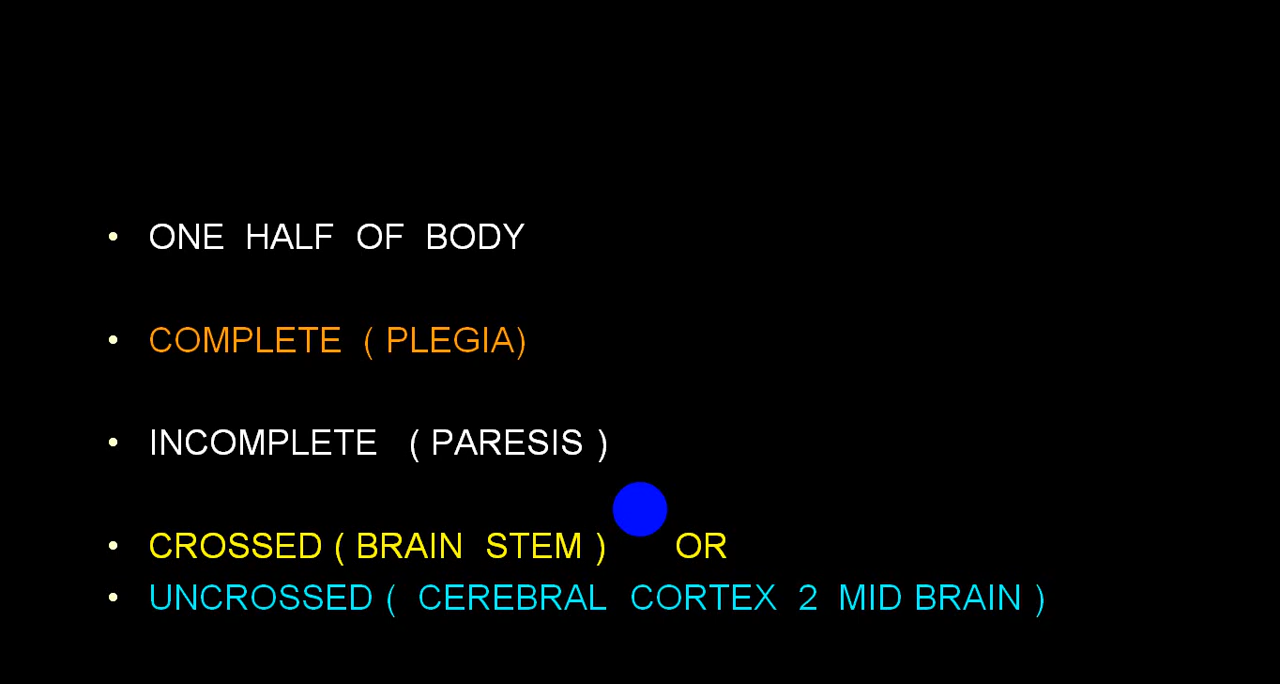 • ONE HALF OF BODY
• COMPLETE ( PLEGIA)
• INCOMPLETE ( PARESIS )
• CROSSED ( BRAIN STEM ) OR
• UNCROSSED ( CEREBRAL CORTEX 2 MID BRAIN )